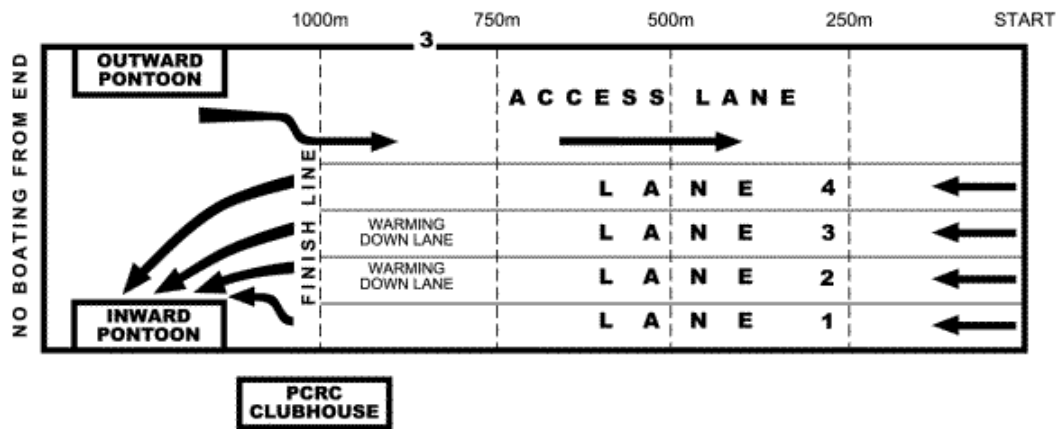 1000m 750m 500m 250m START
3
OUTWARD
PONTOON
NO BOATING FROM END
ACCESS LANE
FINISH LINE
LANE 4
WARMING
DOWN LANE
LANE 3
WARMING
DOWN LANE
LANE 2
INWARD
PONTOON
LANE 1
PCRC
CLUBHOUSE